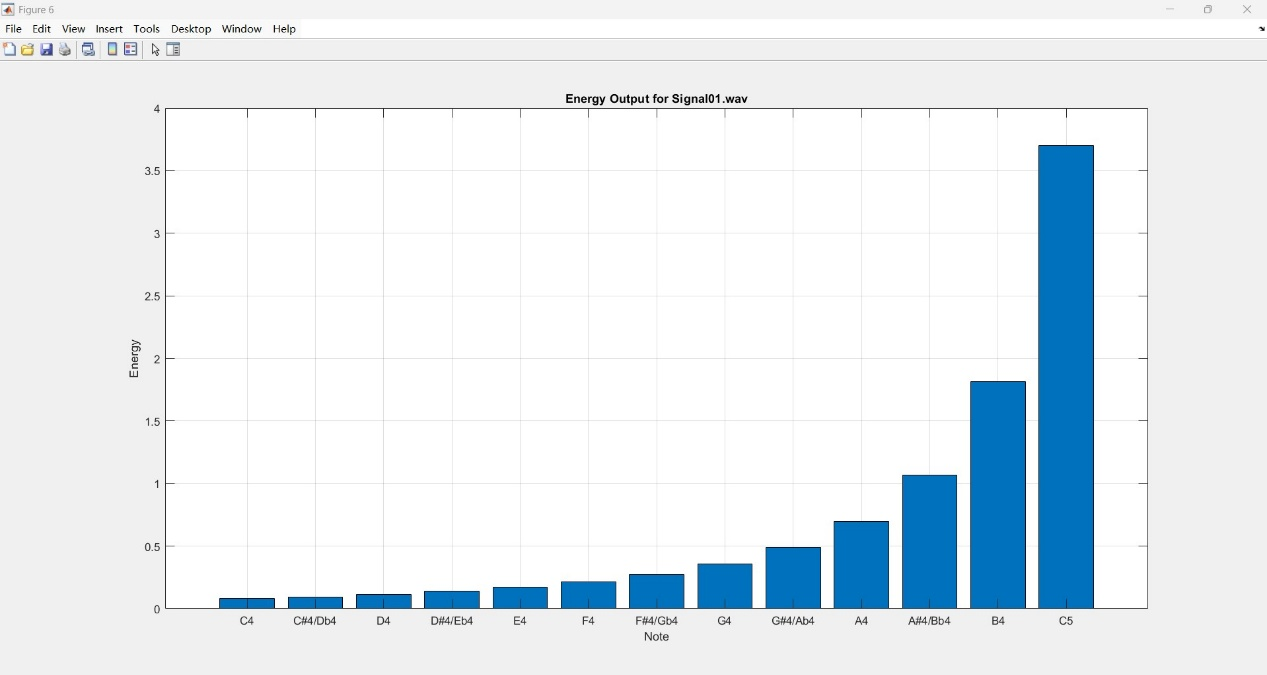 Figure 6
File Edit View Insert Tools Desktop Window Help
Energy Output for Signal01.wav
4
3.5
3
2.5
2
1.5
1
0.5
0
Energy
C4 C#4/Db4 D4 D#4/Eb4 E4 F4 F#4/Gb4 G4 G#4/Ab4 A4 A#4/Bb4 B4 C5
Note